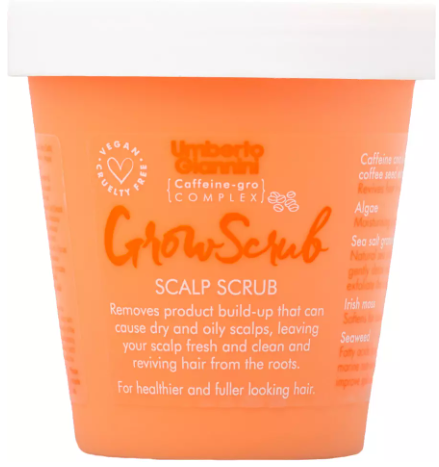 VEGAN
CRUELTY FREE
Umberto
Giannini
Caffeine-gro
COMPLEX
GrowScrub
SCALP SCRUB
Removes product build-up that can
cause dry and oily scalps, leaving
your scalp fresh and clean and
reviving hair from the roots.
For healthier and fuller looking hair.
Caffeine
coffee
Algae
Sea salt
Irish moss
Seaweed